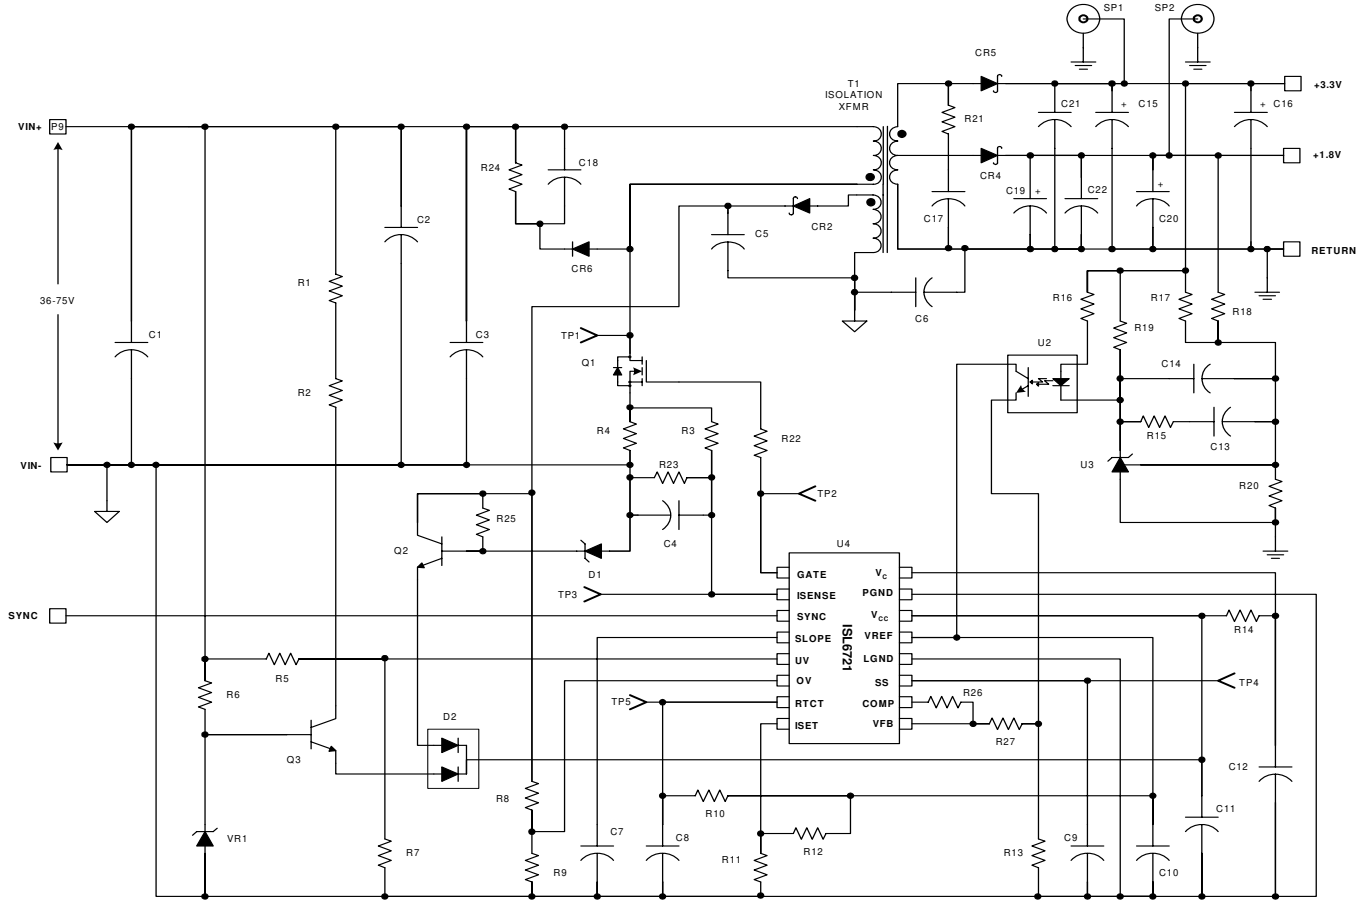 SP1 SP2
CR5
T1
ISOLATION
XFMR
+3.3V
C21 + C15 + C16
R21
VIN+ P9
+1.8V
R24 C18
CR4
C19 + C22 +
C17 C20
C2
CR2
C5
RETURN
CR6
R1
36-75V
R16 R17 R18
C6
R19
C1 C3
TP1
U2
Q1
C14
R2
R4 R3 R22
R15 C13
VIN-
R23
U3
R20
TP2
R25
C4
Q2
U4
D1
GATE VC
TP3 ISENSE PGND
SYNC
SYNC VCC
R14
SLOPE VREF
ISL6721
UV LGND
R5
OV SS
TP4
R6
R26
TP5 RTCT COMP
D2
ISET VFB
R27
Q3
C12
R8
C11
R10
VR1
C7 C8 C9
R7
R12
R11 R13
R9 C10